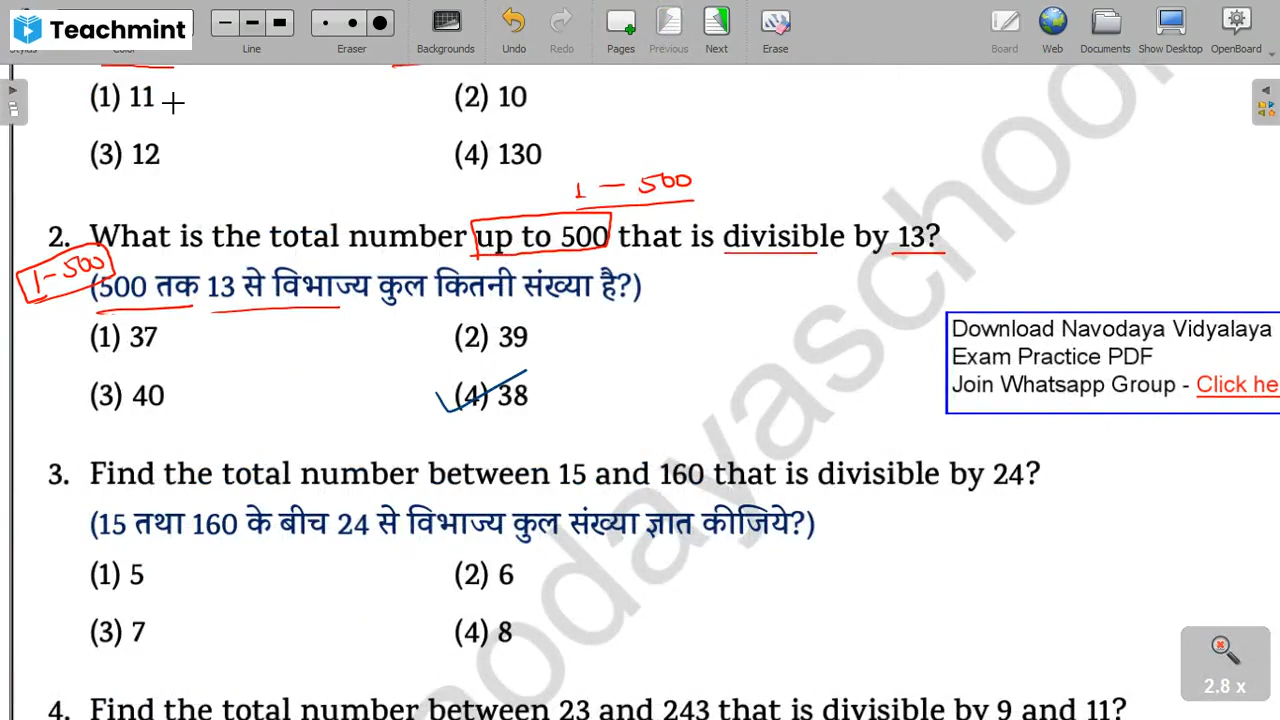 Teachmint
Styles Color Line Eraser Backgrounds Undo Redo Pages Previous Next Erase Board Web Documents Show Desktop OpenBoard
(1) 11 (2) 10
(3) 12 (4) 130
1 – 500
2. What is the total number up to 500 that is divisible by 13?
1-500
(500 तक 13 से विभाज्य कुल कितनी संख्या है?)
(1) 37 (2) 39
(3) 40 (4) 38
Download Navodaya Vidyalaya
Exam Practice PDF
Join Whatsapp Group - Click he
3. Find the total number between 15 and 160 that is divisible by 24?
(15 तथा 160 के बीच 24 से विभाज्य कुल संख्या ज्ञात कीजिये?)
(1) 5 (2) 6
(3) 7 (4) 8
2.8 x
4. Find the total number between 23 and 243 that is divisible by 9 and 11?
odayaschool